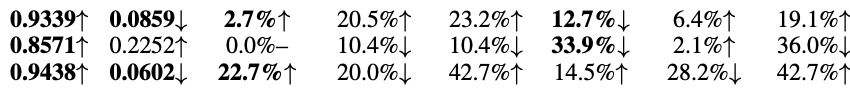 0.9339↑ 0.0859↓ 2.7%↑ 20.5%↑ 23.2%↑ 12.7%↓ 6.4%↑ 19.1%↑
0.8571↑ 0.2252↑ 0.0%– 10.4%↓ 10.4%↓ 33.9%↓ 2.1%↑ 36.0%↓
0.9438↑ 0.0602↓ 22.7%↑ 20.0%↓ 42.7%↑ 14.5%↑ 28.2%↓ 42.7%↑